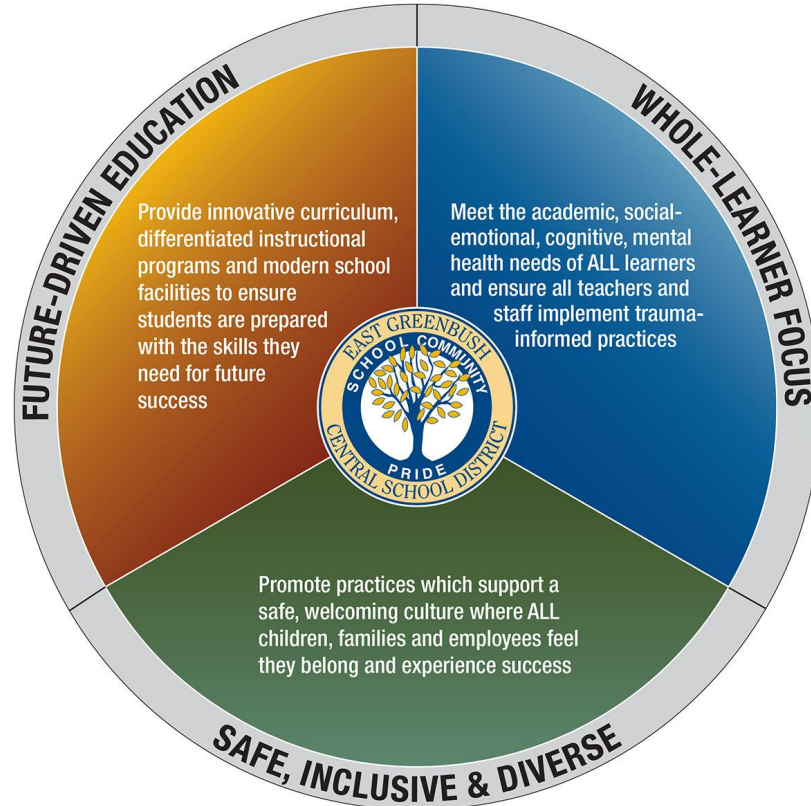 FUTURE-DRIVEN EDUCATION
Provide innovative curriculum,
differentiated instructional
programs and modern school
facilities to ensure
students are prepared
with the skills they
need for future
success
WHOLE-LEARNER FOCUS
Meet the academic, social-
emotional, cognitive, mental
health needs of ALL learners
and ensure all teachers and
staff implement trauma-
informed practices
EAST GREENBUSH
SCHOOL COMMUNITY
PRIDE
CENTRAL SCHOOL DISTRICT
Promote practices which support a
safe, welcoming culture where ALL
children, families and employees feel
they belong and experience success
SAFE, INCLUSIVE & DIVERSE